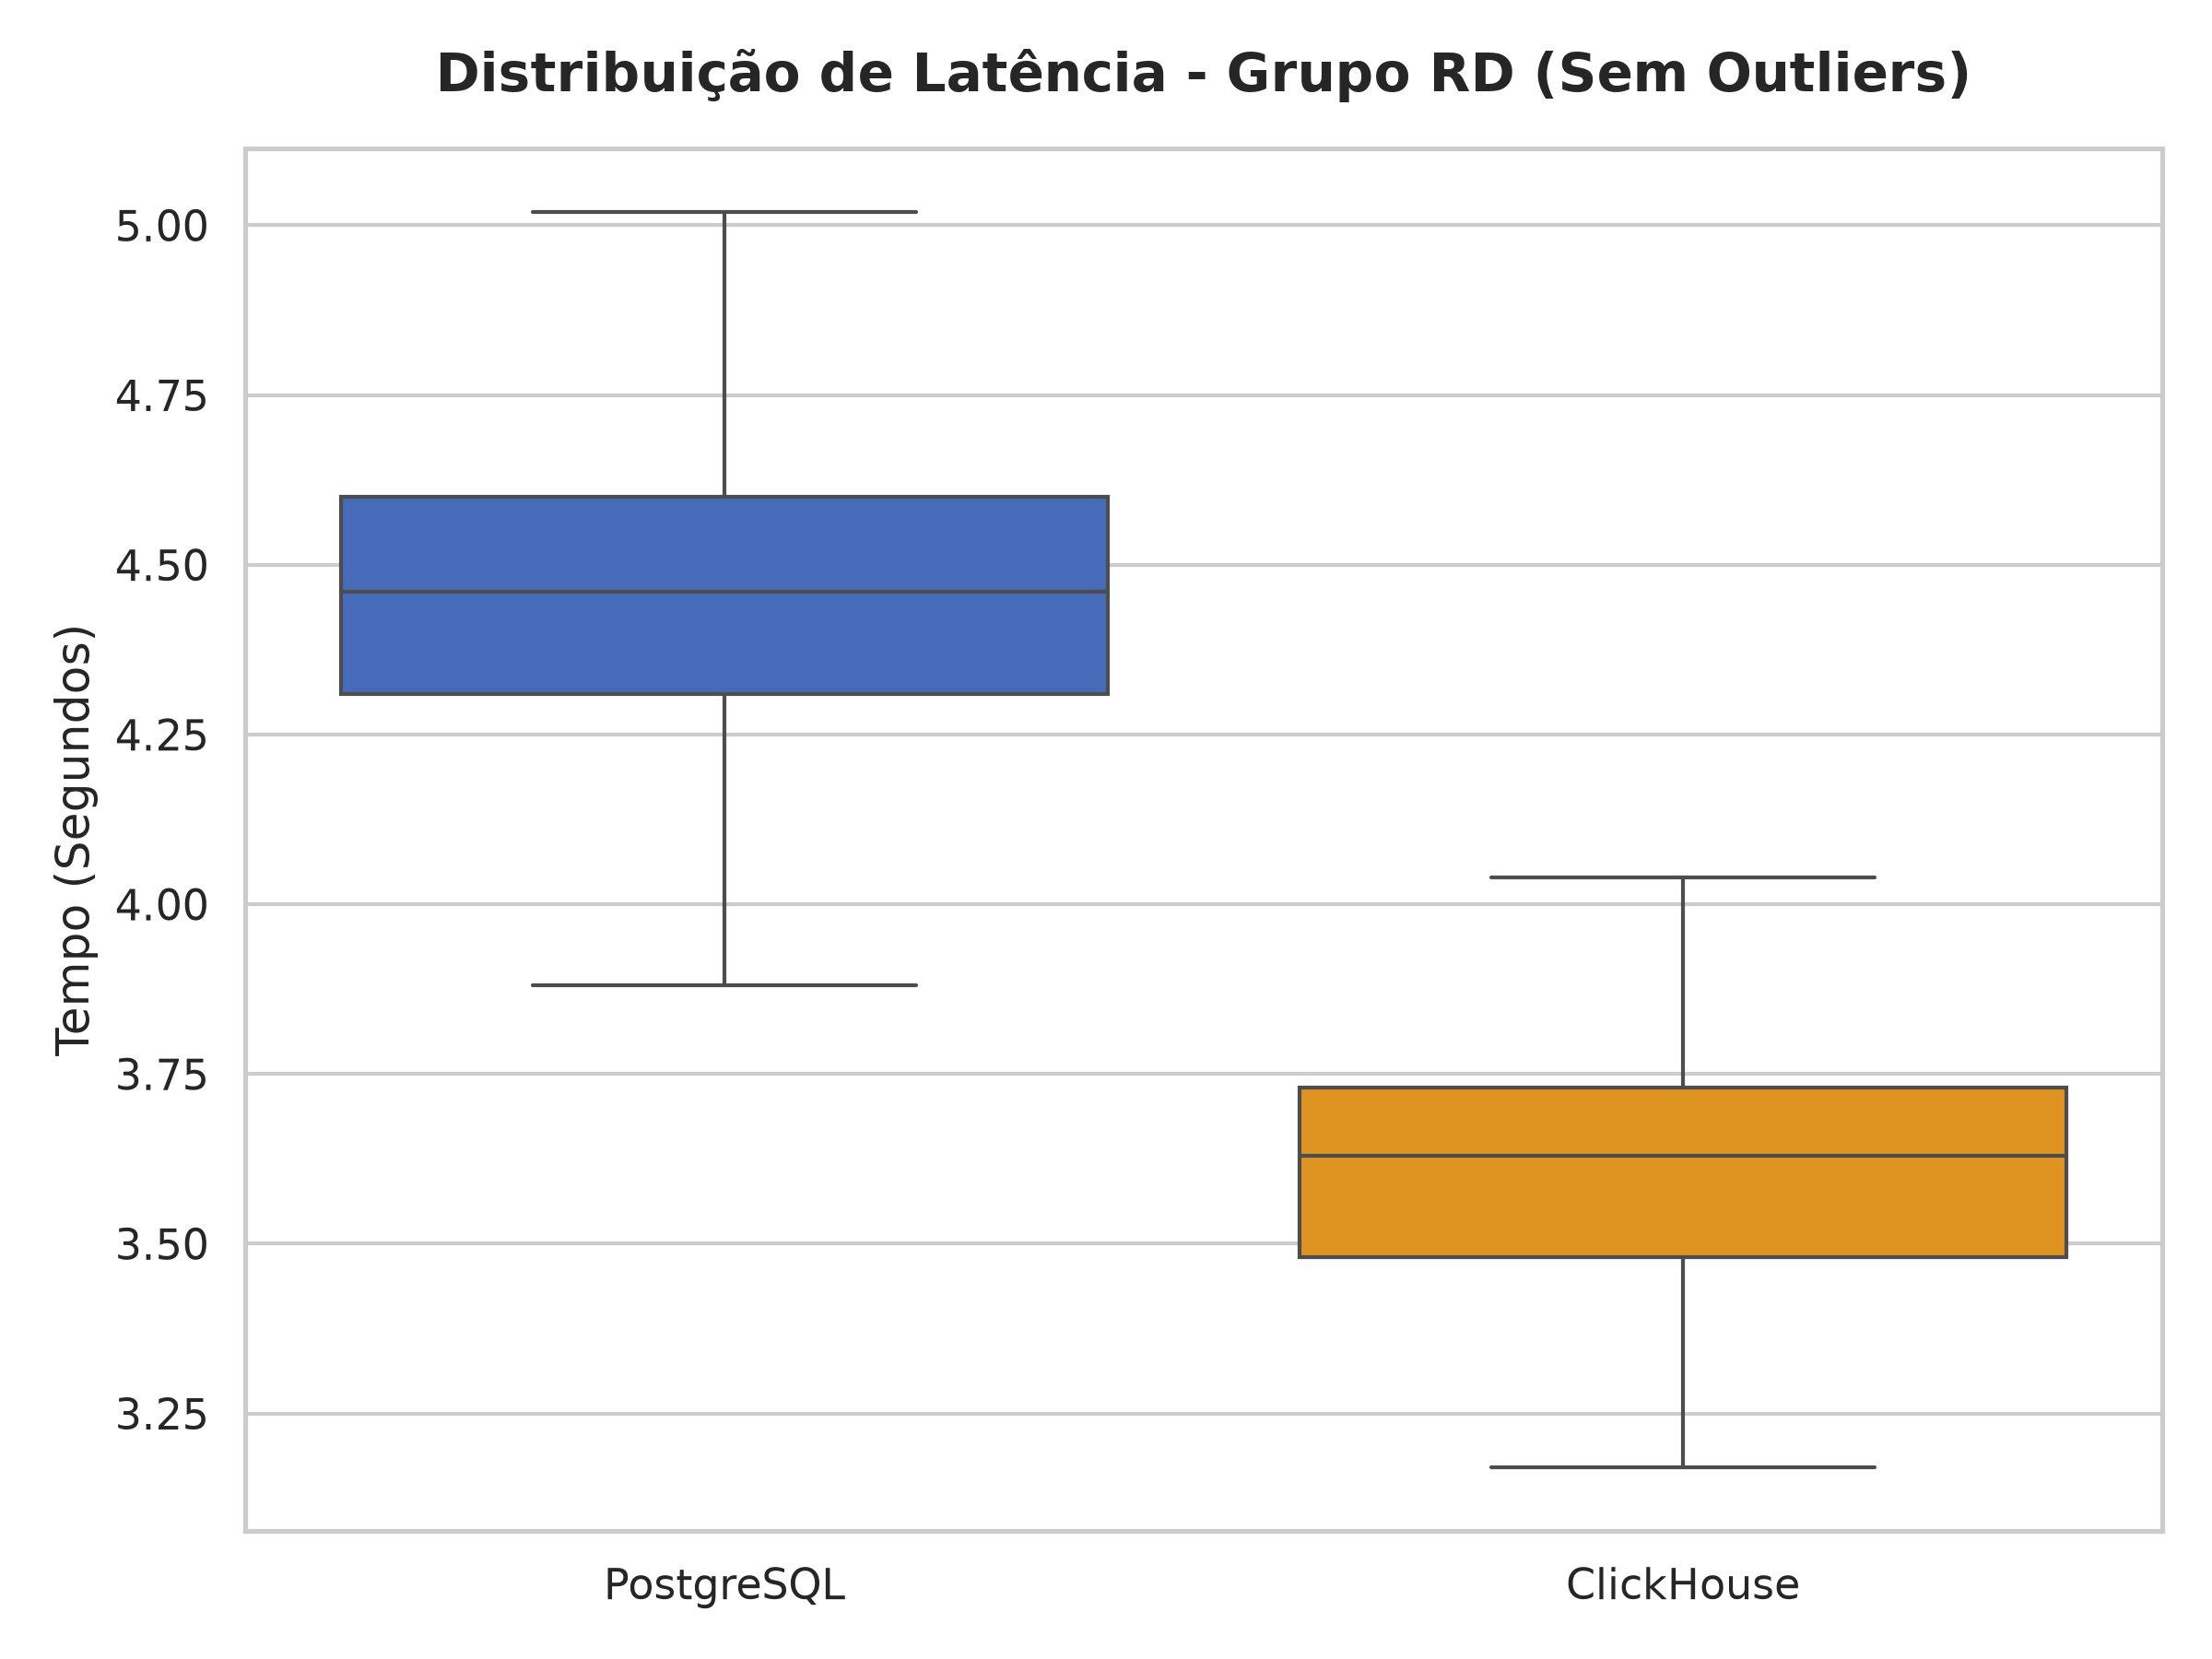 Distribuição de Latência - Grupo RD (Sem Outliers)
Tempo (Segundos)
5.00
4.75
4.50
4.25
4.00
3.75
3.50
3.25
PostgreSQL
ClickHouse